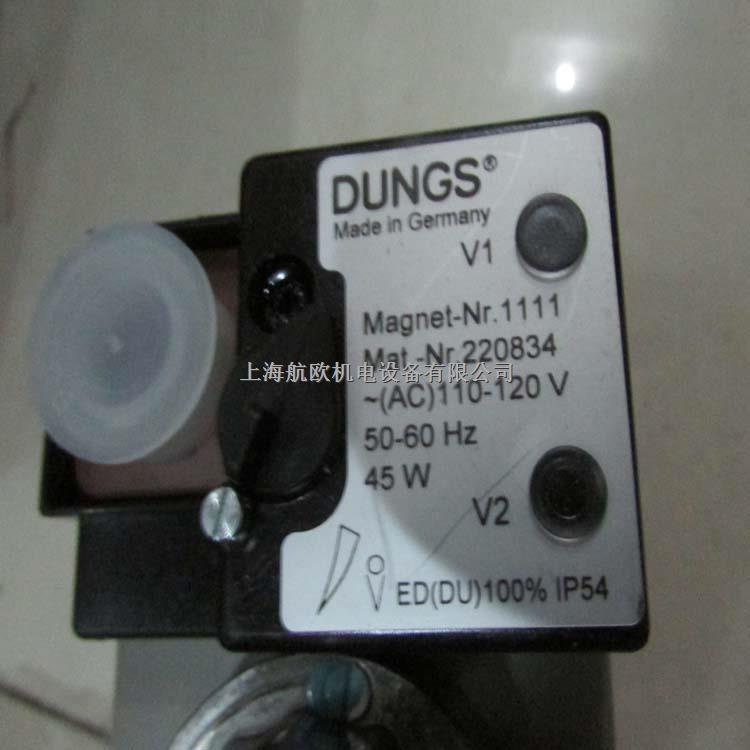 DUNGS®
Made in Germany
V1
Magnet-Nr.1111
Mat.-Nr.220834
上海航欧机电设备有限公司
~(AC)110-120 V
50-60 Hz
45 W
V2
ED(DU)100% IP54